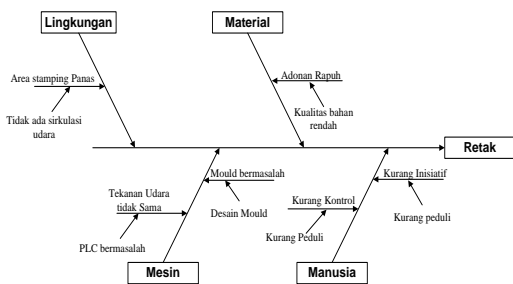 Lingkungan
Material
Area stamping Panas
Adonan Rapuh
Tidak ada sirkulasi
udara
Kualitas bahan
rendah
Retak
Mould bermasalah
Kurang Inisiatif
Tekanan Udara
tidak Sama
Kurang Kontrol
Desain Mould
Kurang peduli
PLC bermasalah
Kurang Peduli
Mesin
Manusia